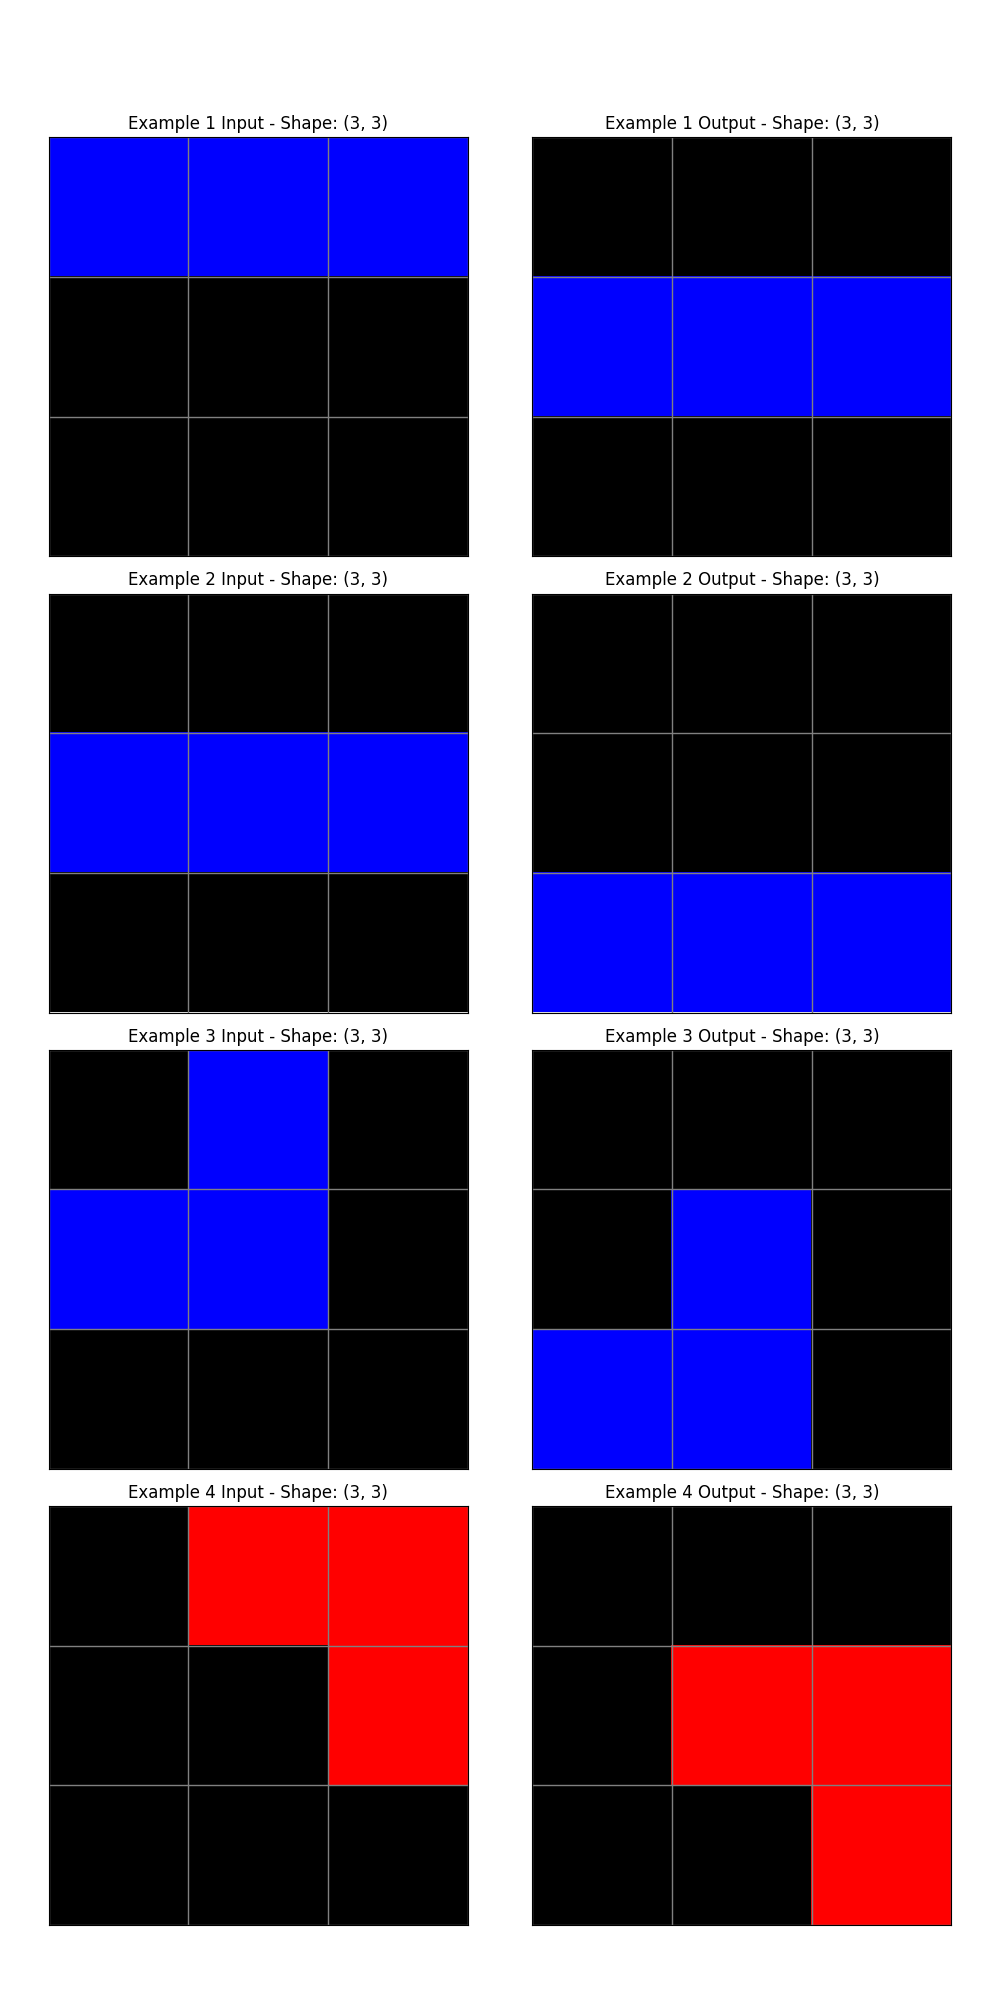 Example 1 Input - Shape: (3, 3)
Example 1 Output - Shape: (3, 3)
Example 2 Input - Shape: (3, 3)
Example 2 Output - Shape: (3, 3)
Example 3 Input - Shape: (3, 3)
Example 3 Output - Shape: (3, 3)
Example 4 Input - Shape: (3, 3)
Example 4 Output - Shape: (3, 3)